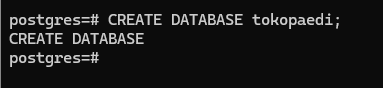 postgres=# CREATE DATABASE tokopaedi;
CREATE DATABASE
postgres=#